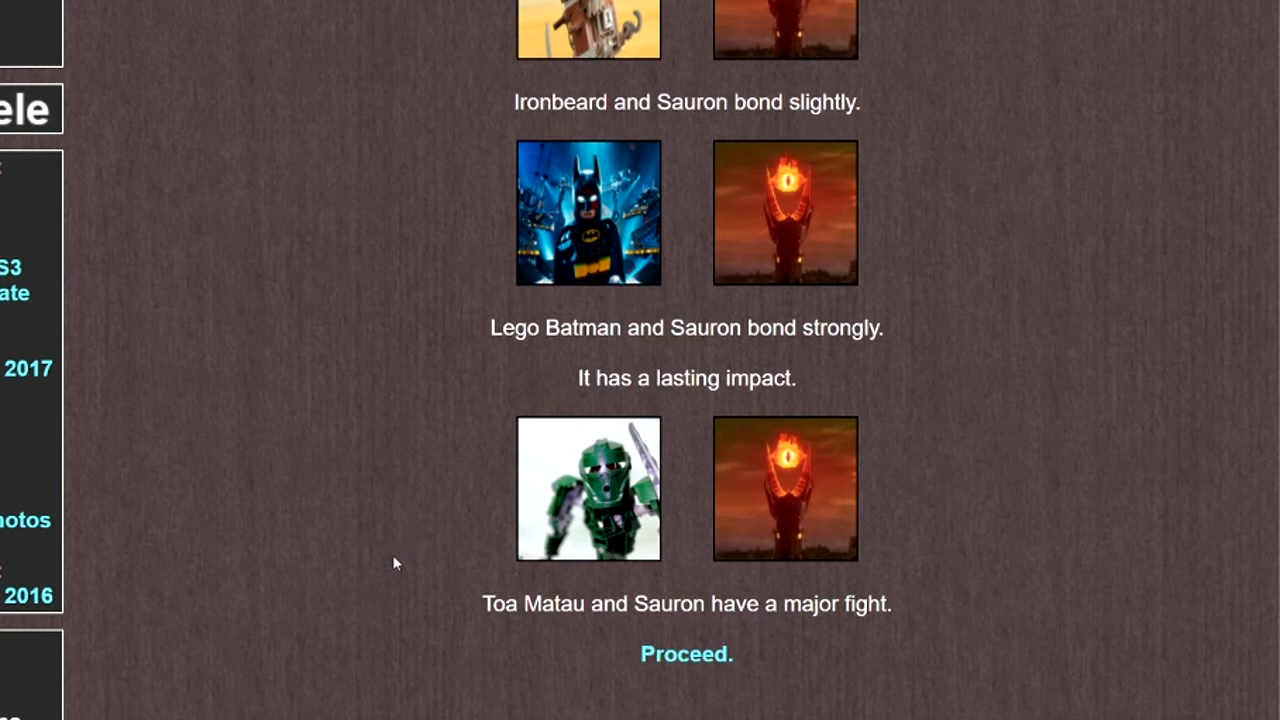 ele
Ironbeard and Sauron bond slightly.
S3
ate
Lego Batman and Sauron bond strongly.
2017
It has a lasting impact.
hotos
2016
Toa Matau and Sauron have a major fight.
Proceed.